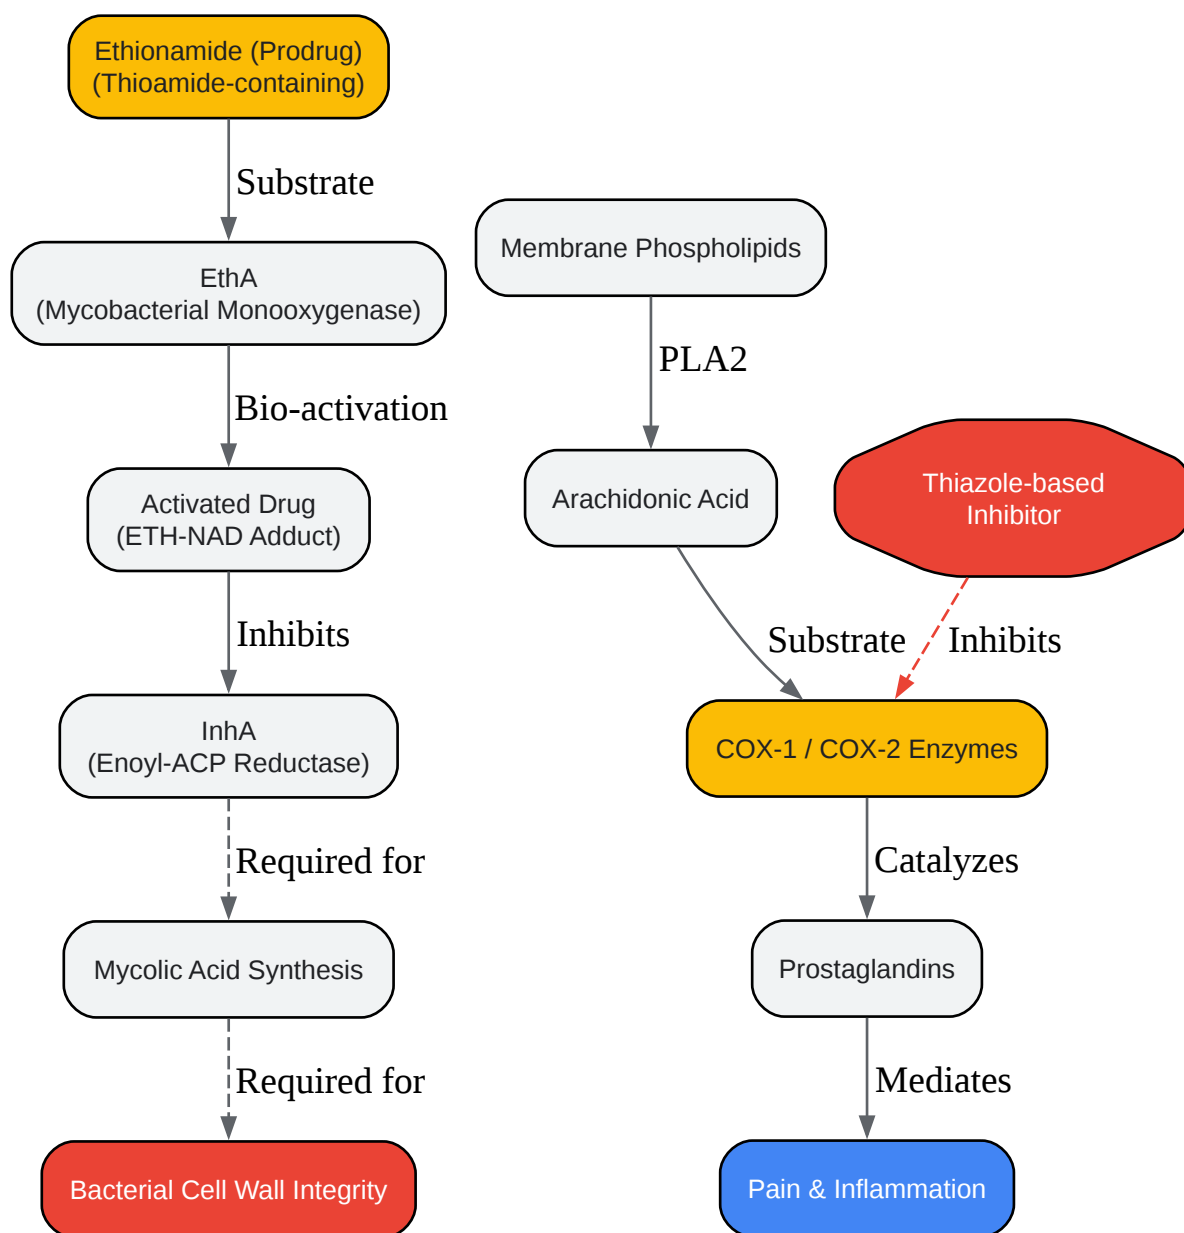 Ethionamide (Prodrug)
(Thioamide-containing)
Substrate
EthA
(Mycobacterial Monooxygenase)
Bio-activation
Activated Drug
(ETH-NAD Adduct)
Inhibits
InhA
(Enoyl-ACP Reductase)
Required for
Mycolic Acid Synthesis
Required for
Bacterial Cell Wall Integrity
Membrane Phospholipids
PLA2
Arachidonic Acid
Substrate
Thiazole-based
Inhibitor
Inhibits
COX-1 / COX-2 Enzymes
Catalyzes
Prostaglandins
Mediates
Pain & Inflammation